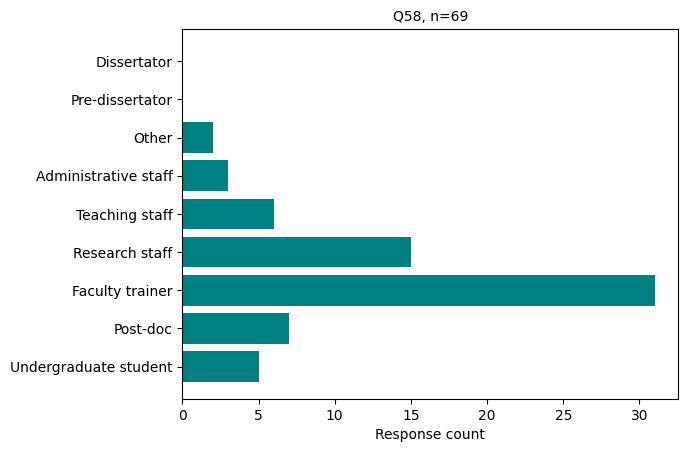 Q58, n=69
Dissertator
Pre-dissertator
Other
Administrative staff
Teaching staff
Research staff
Faculty trainer
Post-doc
Undergraduate student
0 5 10 15 20 25 30
Response count